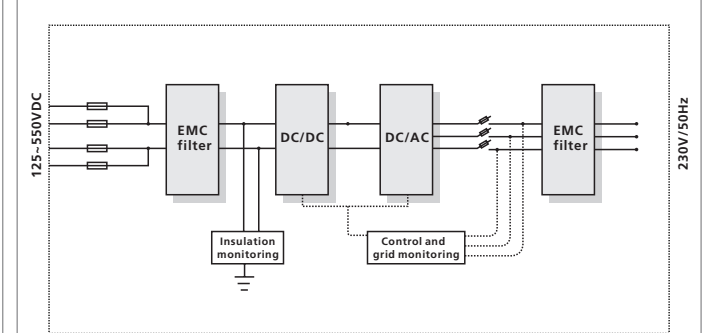 125~550VDC
EMC
filter
DC/DC
DC/AC
EMC
filter
230V/50Hz
Insulation
monitoring
Control and
grid monitoring